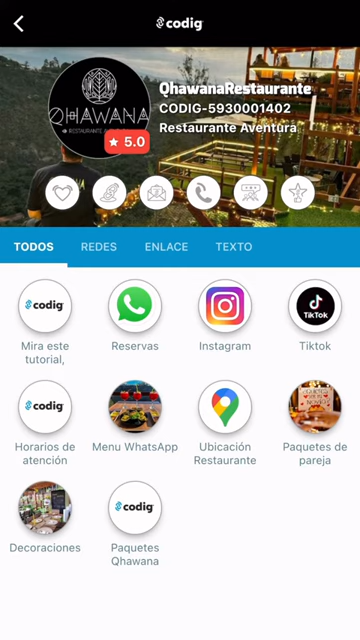 codig
QHAWANA
RESTAURANTE
5.0
QhawanaRestaurante
CODIG-5930001402
Restaurante Aventura
TODOS
REDES
ENLACE
TEXTO
codig
TikTok
Mira este
tutorial,
Reservas
Instagram
Tiktok
codig
Horarios de
atención
Menu WhatsApp
Ubicación
Restaurante
Paquetes de
pareja
codig
Decoraciones
Paquetes
Qhawana